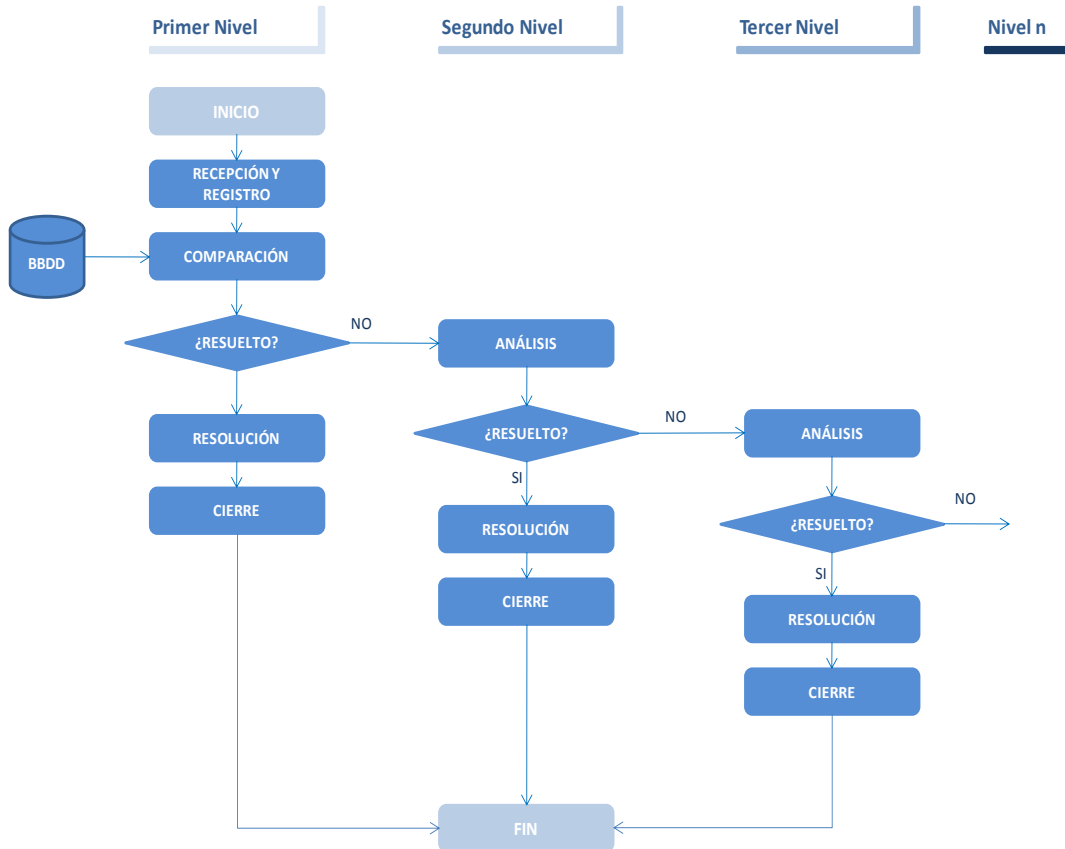 Primer Nivel
Segundo Nivel
Tercer Nivel
Nivel n
INICIO
RECEPCIÓN Y
REGISTRO
BBDD
COMPARACIÓN
¿RESUELTO?
NO
ANÁLISIS
RESOLUCIÓN
CIERRE
¿RESUELTO?
NO
ANÁLISIS
SI
RESOLUCIÓN
CIERRE
¿RESUELTO?
NO
SI
RESOLUCIÓN
CIERRE
FIN